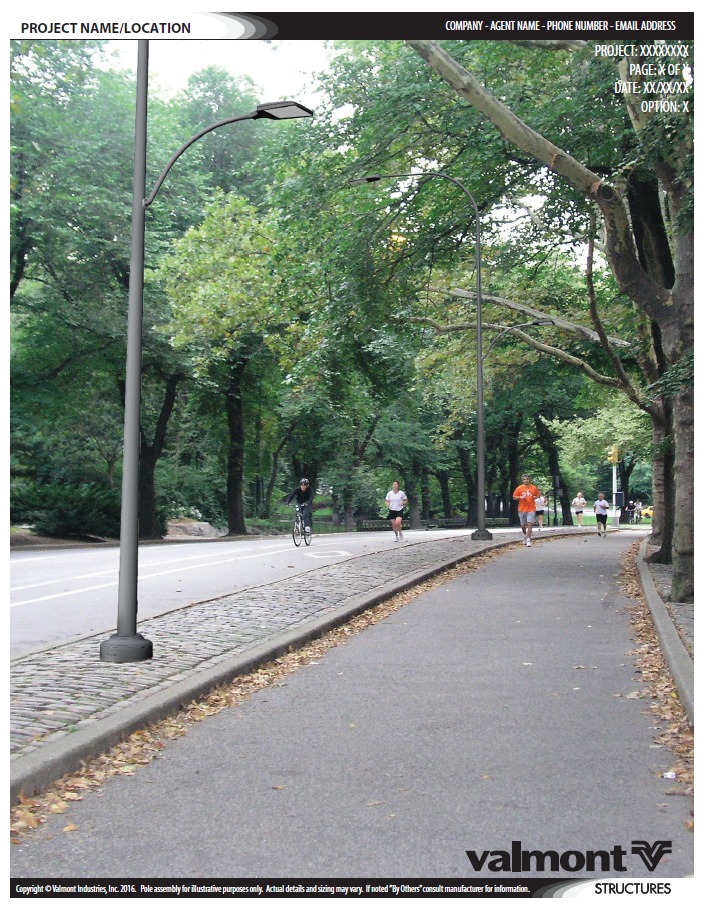 PROJECT NAME/LOCATION
COMPANY - AGENT NAME - PHONE NUMBER - EMAIL ADDRESS
PROJECT: XXXXXXXX
PAGE: X OF X
DATE: XX/XX/XX
OPTION: X
valmont
Copyright © Valmont Industries, Inc. 2016. Pole assembly for illustrative purposes only. Actual details and sizing may vary. If noted "By Others" consult manufacturer for information.
STRUCTURES